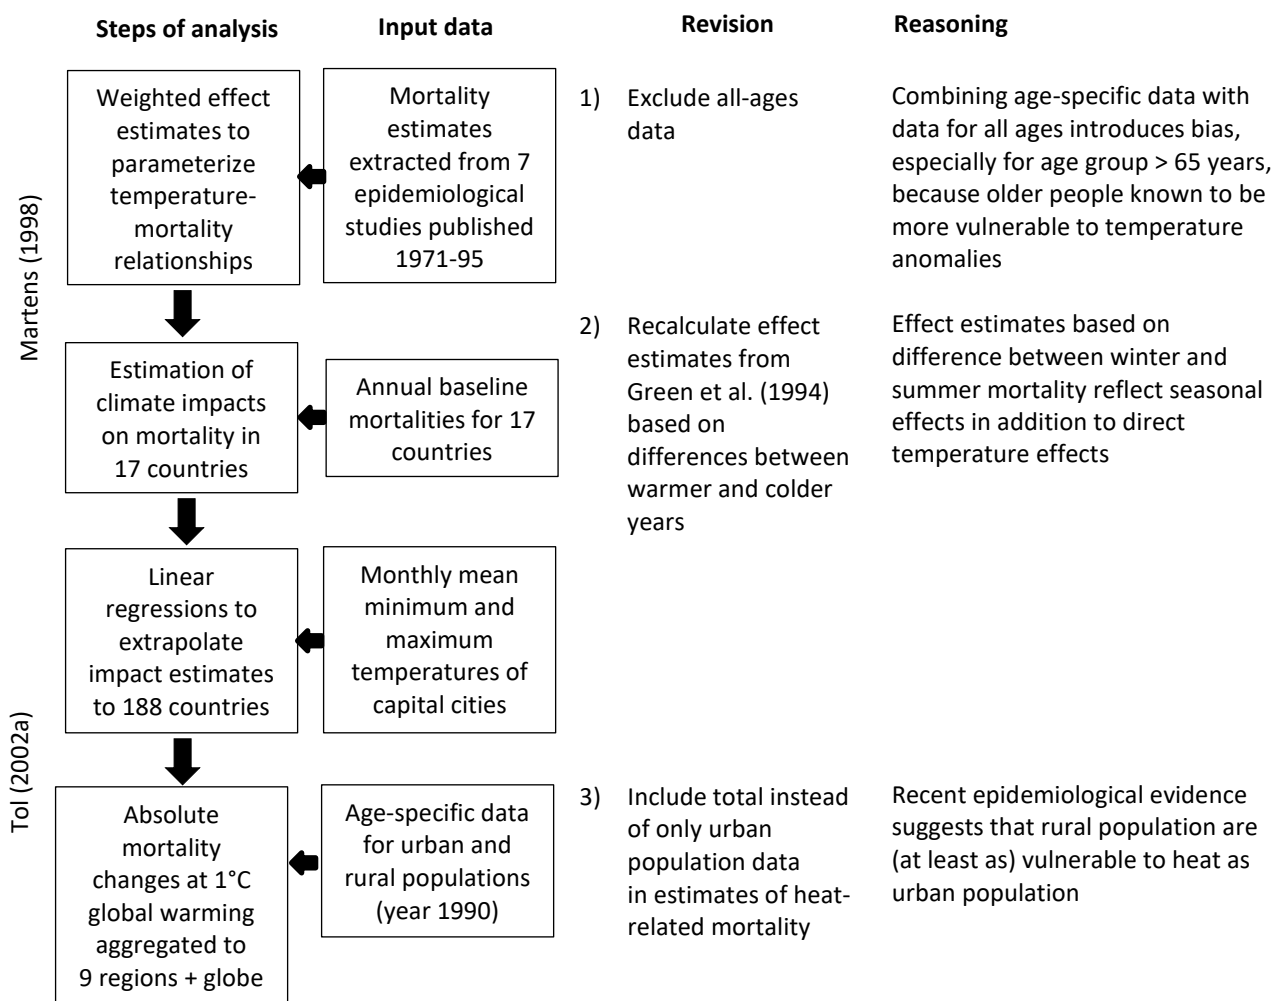 Steps of analysis
Input data
Revision
Reasoning
Martens (1998)
Weighted effect
estimates to
parameterize
temperature-
mortality
relationships
Mortality
estimates
extracted from 7
epidemiological
studies published
1971-95
1) Exclude all-ages
data
Combining age-specific data with
data for all ages introduces bias,
especially for age group > 65 years,
because older people known to be
more vulnerable to temperature
anomalies
Estimation of
climate impacts
on mortality in
17 countries
Annual baseline
mortalities for 17
countries
2) Recalculate effect
estimates from
Green et al. (1994)
based on
differences between
warmer and colder
years
Effect estimates based on
difference between winter and
summer mortality reflect seasonal
effects in addition to direct
temperature effects
Tol (2002a)
Linear
regressions to
extrapolate
impact estimates
to 188 countries
Monthly mean
minimum and
maximum
temperatures of
capital cities
Absolute
mortality
changes at 1°C
global warming
aggregated to
9 regions + globe
Age-specific data
for urban and
rural populations
(year 1990)
3) Include total instead
of only urban
population data
in estimates of heat-
related mortality
Recent epidemiological evidence
suggests that rural population are
(at least as) vulnerable to heat as
urban population